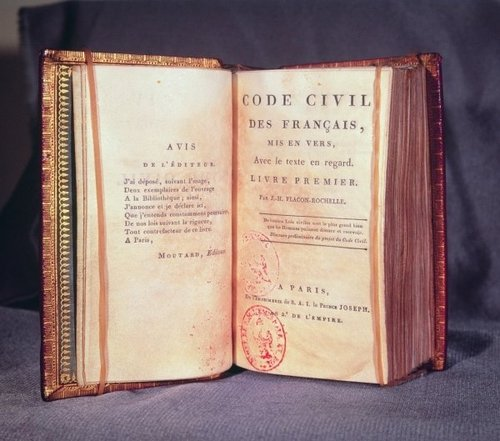 AVIS
DE L'ÉDITEUR.
J'ai déposé, suivant l'usage,
Deux exemplaires de l'ouvrage
A la Bibliothèque ; ainsi,
J'annonce et je déclare ici,
Que j'entends constamment poursuivre
De nos lois suivant la rigueur,
Tout contrefacteur de ce livre.
A Paris,
MOUTARD, Éditeur.
CODE CIVIL
DES FRANÇAIS,
MIS EN VERS,
Avec le texte en regard.
LIVRE PREMIER.
PAR J.-H. FLACON-ROCHELLE.
De bonnes Lois civiles sont le plus grand bien
que les Hommes puissent donner et recevoir.
Discours préliminaire du projet du Code Civil.
A PARIS,
DE L'IMPRIMERIE DE S. A. I. LE PRINCE JOSEPH.
AN 2e. DE L'EMPIRE.